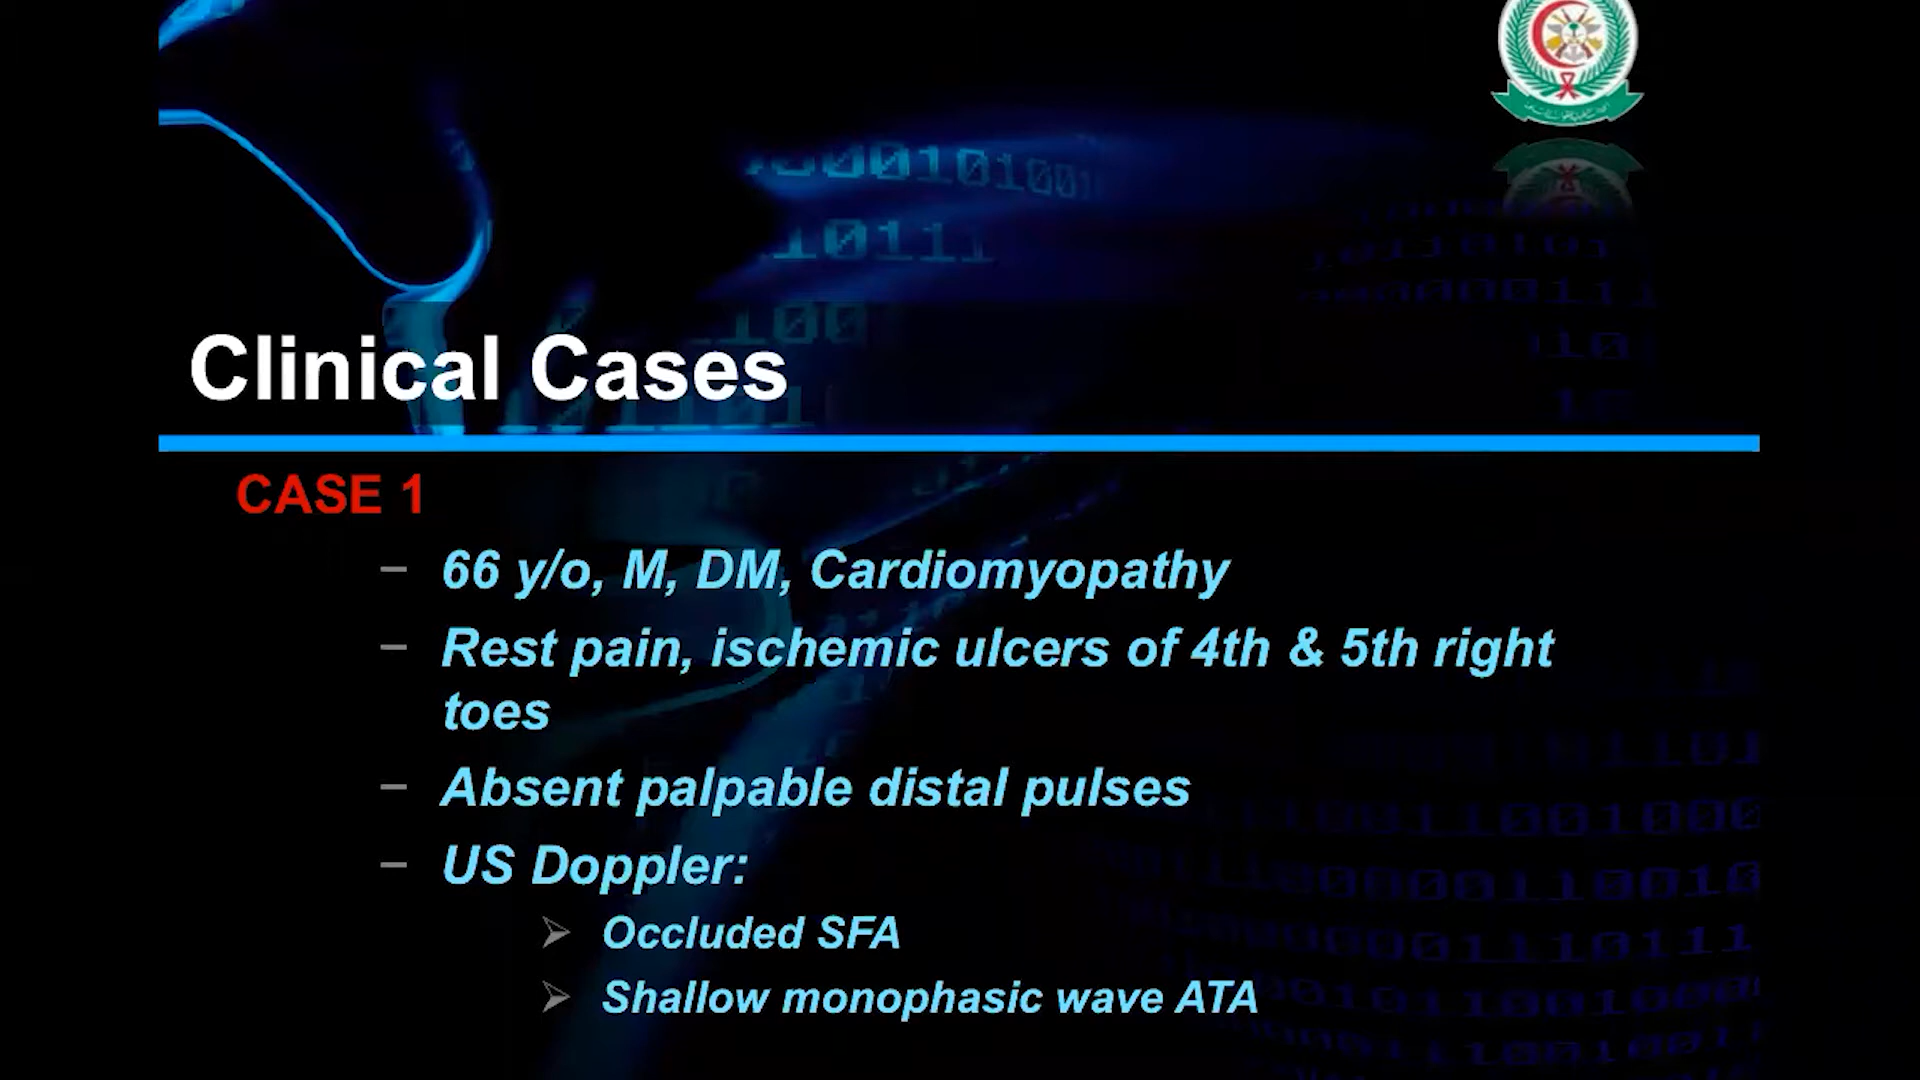 Clinical Cases
CASE 1
– 66 y/o, M, DM, Cardiomyopathy
– Rest pain, ischemic ulcers of 4th & 5th right
toes
– Absent palpable distal pulses
– US Doppler:
➢ Occluded SFA
➢ Shallow monophasic wave ATA